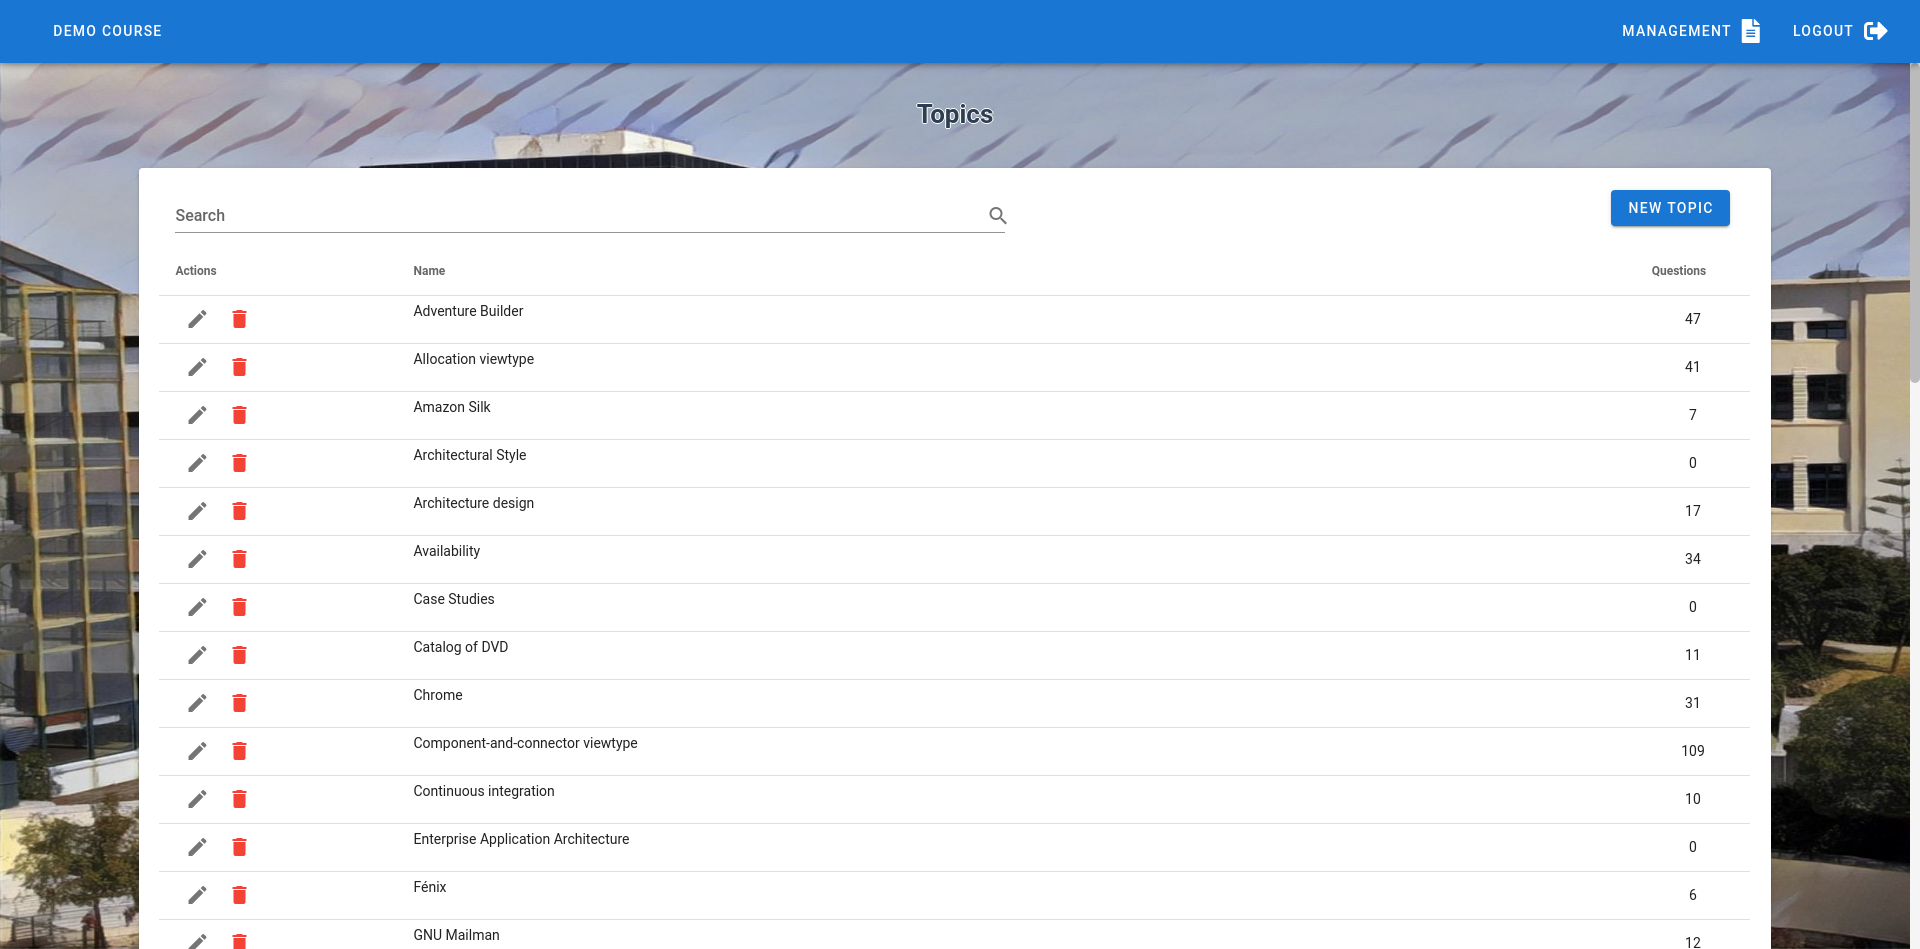 DEMO COURSE MANAGEMENT LOGOUT
Topics
Search NEW TOPIC
Actions Name Questions
Adventure Builder 47
Allocation viewtype 41
Amazon Silk 7
Architectural Style 0
Architecture design 17
Availability 34
Case Studies 0
Catalog of DVD 11
Chrome 31
Component-and-connector viewtype 109
Continuous integration 10
Enterprise Application Architecture 0
Fénix 6
GNU Mailman 12